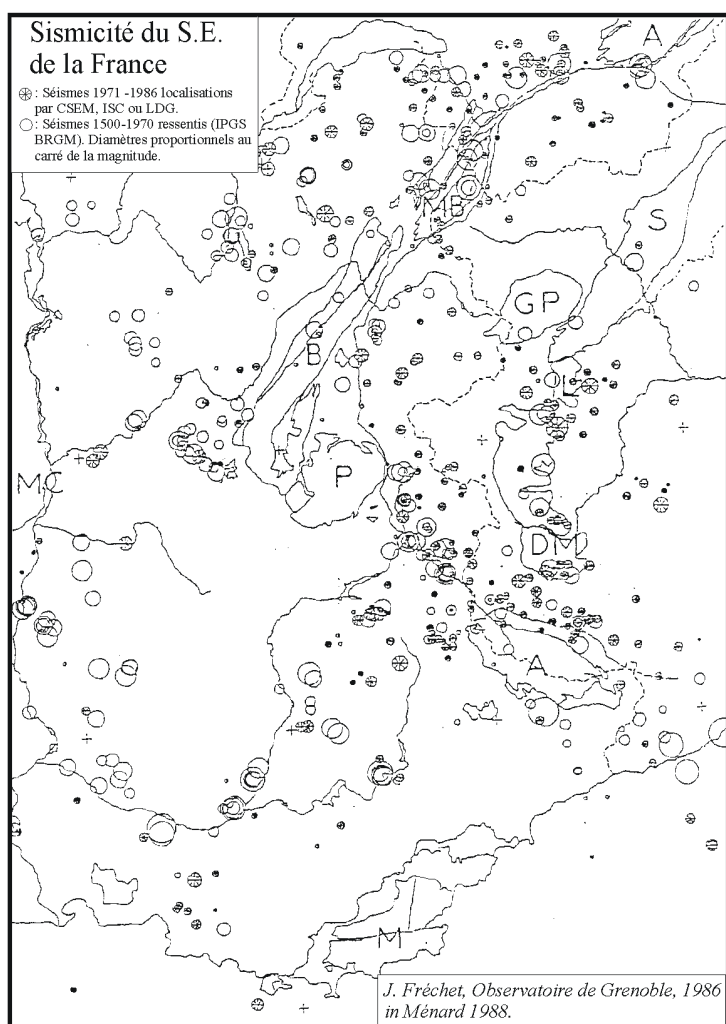 Sismicité du S.E.
de la France
: Séismes 1971 -1986 localisations
par CSEM, ISC ou LDG.
: Séismes 1500-1970 ressentis (IPGS
BRGM). Diamètres proportionnels au
carré de la magnitude.
A
MB
S
GP
B
L
P
MC
DM
A
M
J. Fréchet, Observatoire de Grenoble, 1986
in Ménard 1988.